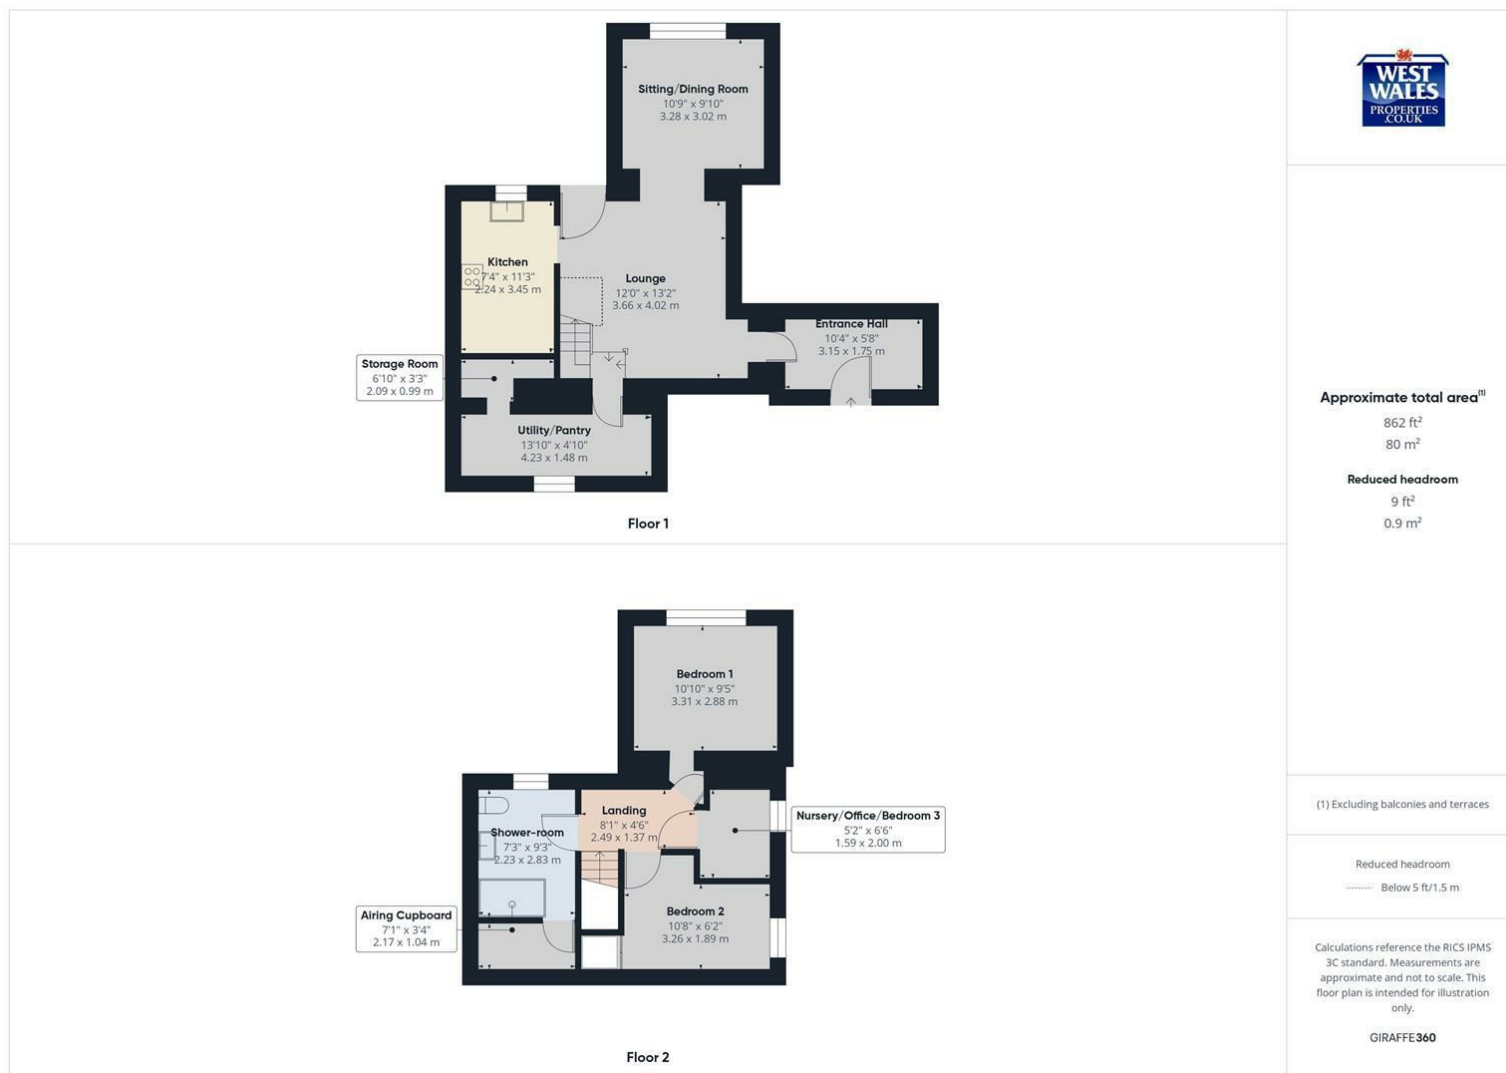 Sitting/Dining Room
10'9" x 9'10"
3.28 x 3.02 m
Kitchen
7'4" x 11'3"
2.24 x 3.45 m
Lounge
12'0" x 13'2"
3.66 x 4.02 m
Entrance Hall
10'4" x 5'8"
3.15 x 1.75 m
Storage Room
6'10" x 3'3"
2.09 x 0.99 m
Utility/Pantry
13'10" x 4'10"
4.23 x 1.48 m
Floor 1
Bedroom 1
10'10" x 9'5"
3.31 x 2.88 m
Landing
8'1" x 4'6"
2.49 x 1.37 m
Nursery/Office/Bedroom 3
5'2" x 6'6"
1.59 x 2.00 m
Shower-room
7'3" x 9'3"
2.23 x 2.83 m
Airing Cupboard
7'1" x 3'4"
2.17 x 1.04 m
Bedroom 2
10'8" x 6'2"
3.26 x 1.89 m
Floor 2
WEST
WALES
PROPERTIES
.CO.UK
Approximate total area⁽¹⁾
862 ft²
80 m²
Reduced headroom
9 ft²
0.9 m²
(1) Excluding balconies and terraces
Reduced headroom
Below 5 ft/1.5 m
Calculations reference the RICS IPMS
3C standard. Measurements are
approximate and not to scale. This
floor plan is intended for illustration
only.
GIRAFFE360